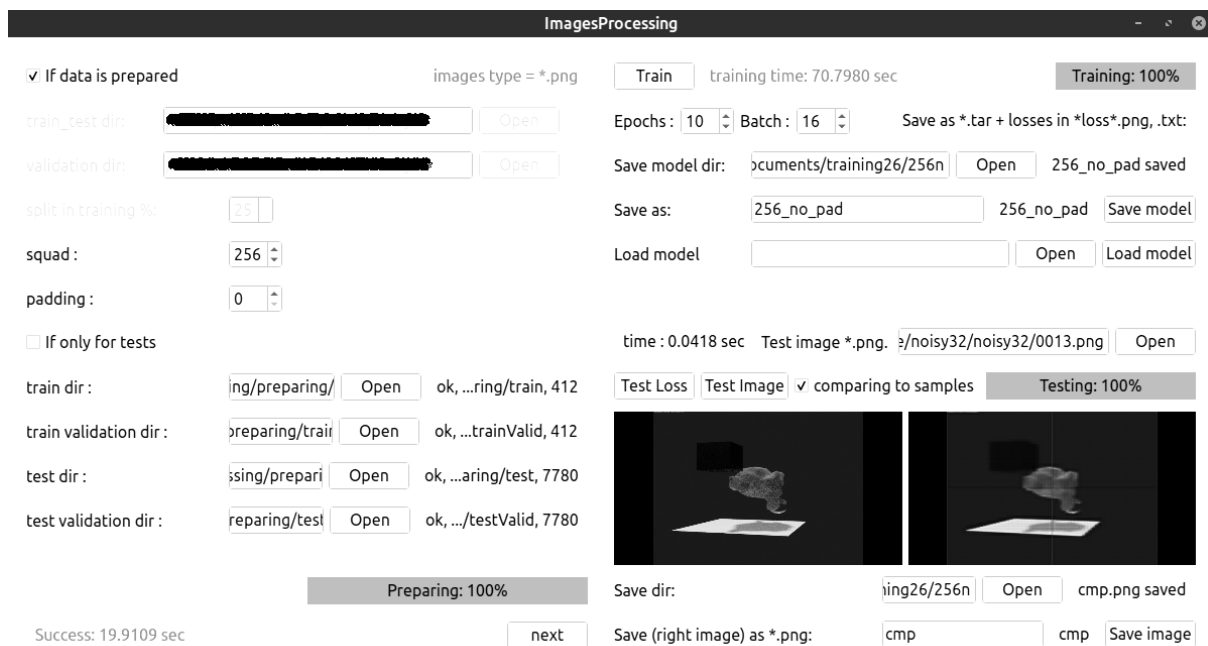 ImagesProcessing
If data is prepared
images type = *.png
train_test dir:
Open
validation dir:
Open
split in training %:
25
squad :
256
padding :
0
If only for tests
train dir :
ing/preparing/
Open
ok, ...ring/train, 412
train validation dir :
preparing/trair
Open
ok, ...trainValid, 412
test dir :
ssing/prepari
Open
ok, ...aring/test, 7780
test validation dir :
reparing/test
Open
ok, .../testValid, 7780
Preparing: 100%
Success: 19.9109 sec
next
Train
training time: 70.7980 sec
Training: 100%
Epochs :
10
Batch :
16
Save as *.tar + losses in *loss*.png, .txt:
Save model dir:
ocuments/training26/256n
Open
256_no_pad saved
Save as:
256_no_pad
256_no_pad
Save model
Load model
Open
Load model
time : 0.0418 sec
Test image *.png.
e/noisy32/noisy32/0013.png
Open
Test Loss
Test Image
comparing to samples
Testing: 100%
Save dir:
ning26/256n
Open
cmp.png saved
Save (right image) as *.png:
cmp
cmp
Save image